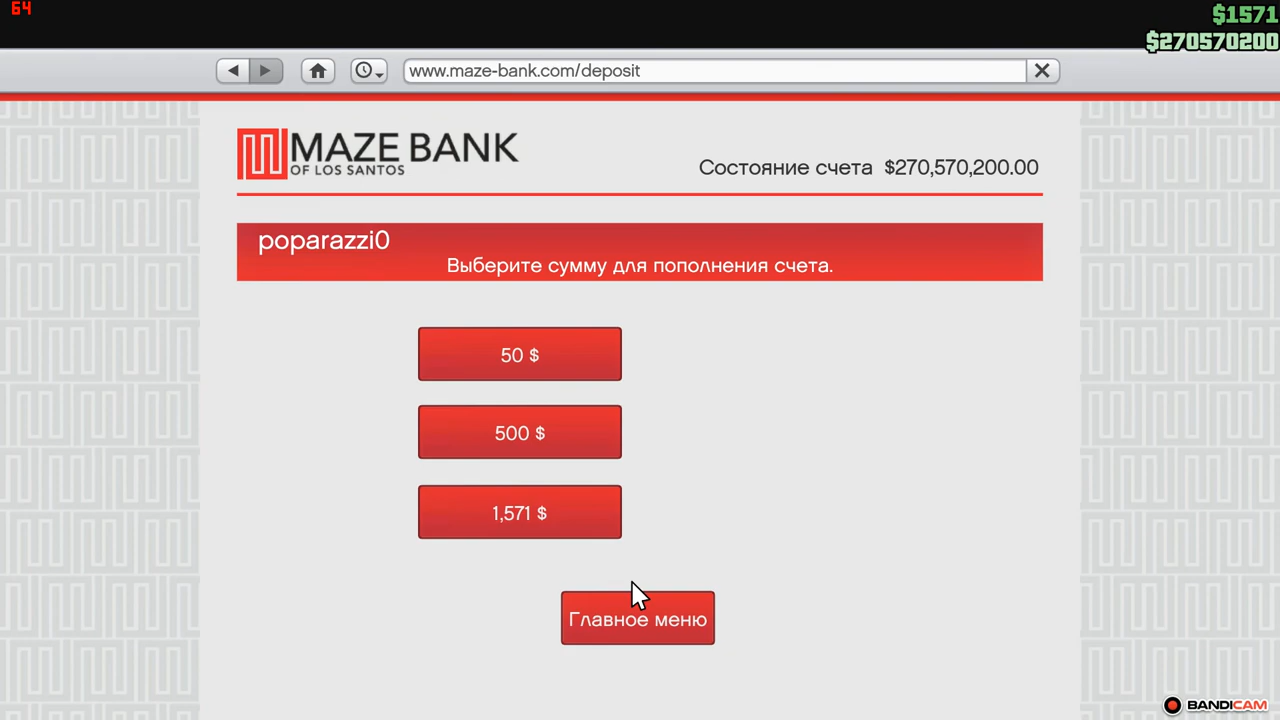 64
$1571
$270570200
www.maze-bank.com/deposit
MAZE BANK
OF LOS SANTOS
Состояние счета $270,570,200.00
poparazzi0
Выберите сумму для пополнения счета.
50 $
500 $
1,571 $
Главное меню
BANDICAM